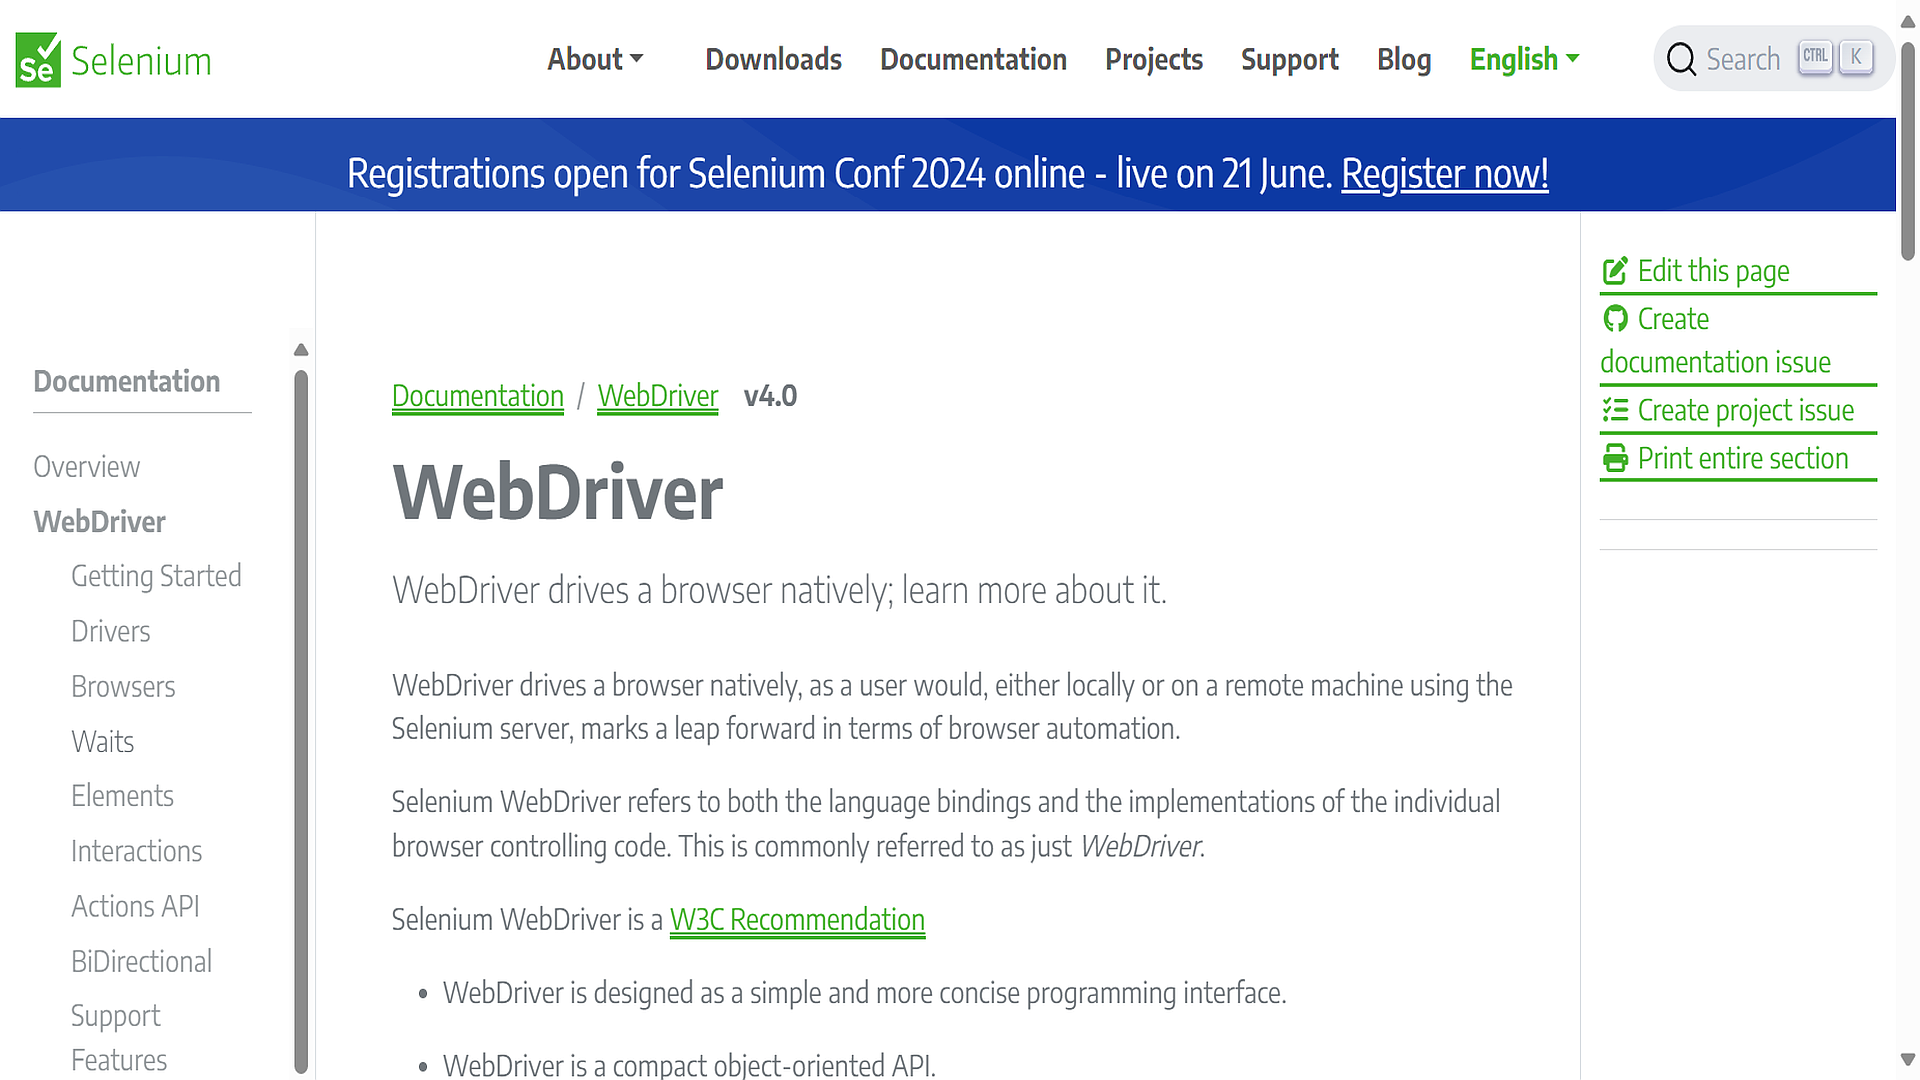 Se Selenium
About Downloads Documentation Projects Support Blog English Search CTRL K
Registrations open for Selenium Conf 2024 online - live on 21 June. Register now!
Documentation
Overview
WebDriver
Getting Started
Drivers
Browsers
Waits
Elements
Interactions
Actions API
BiDirectional
Support
Features
Documentation / WebDriver v4.0
WebDriver
WebDriver drives a browser natively; learn more about it.
WebDriver drives a browser natively, as a user would, either locally or on a remote machine using the
Selenium server, marks a leap forward in terms of browser automation.
Selenium WebDriver refers to both the language bindings and the implementations of the individual
browser controlling code. This is commonly referred to as just WebDriver.
Selenium WebDriver is a W3C Recommendation
• WebDriver is designed as a simple and more concise programming interface.
• WebDriver is a compact object-oriented API.
Edit this page
Create
documentation issue
Create project issue
Print entire section